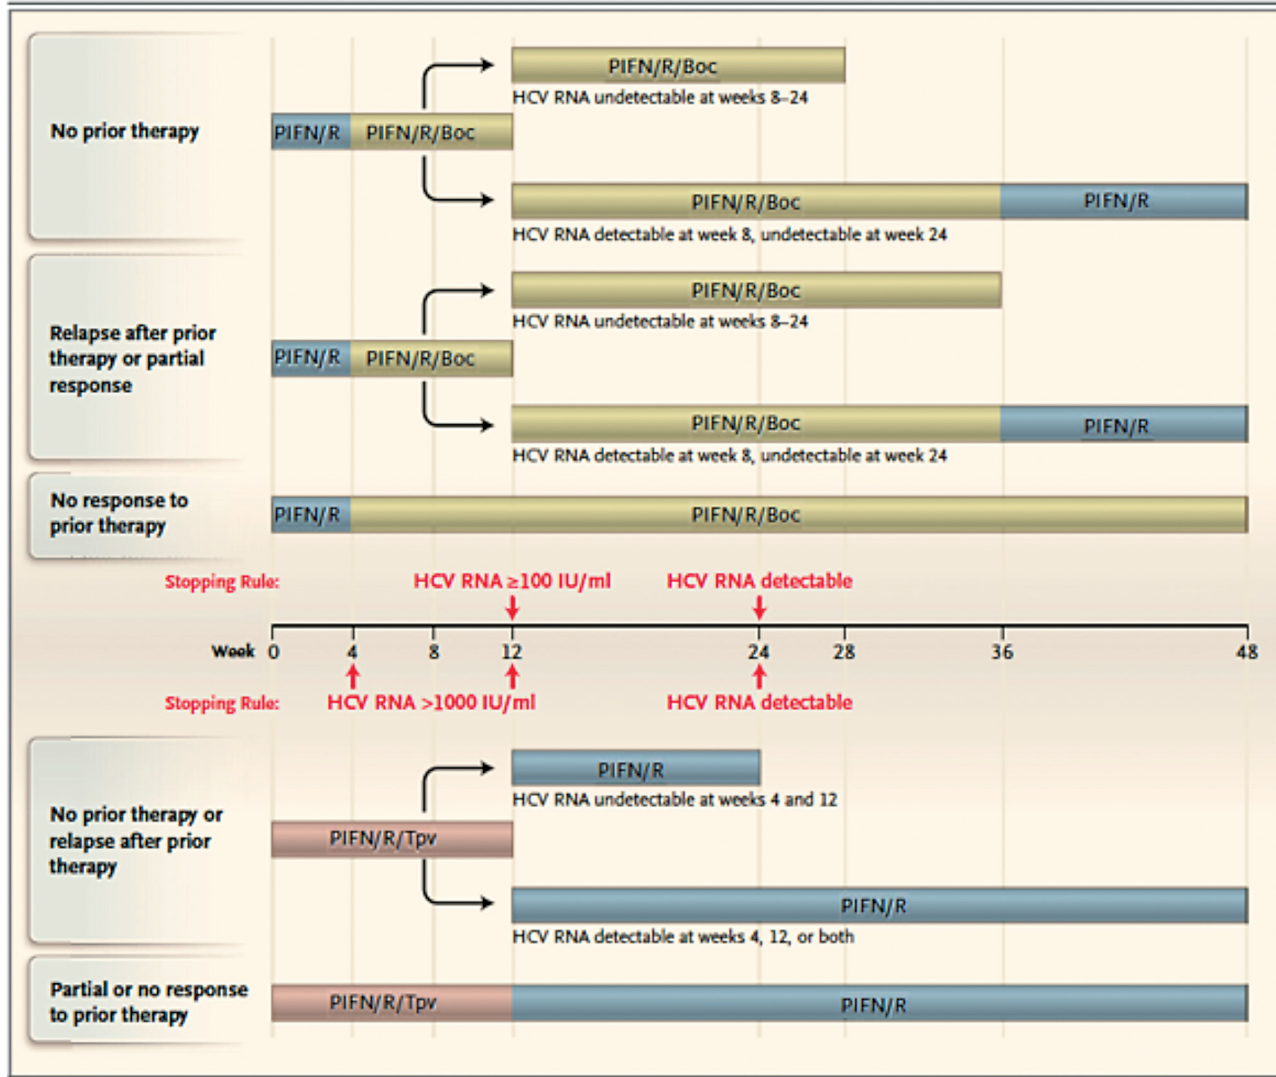 PIFN/R/Boc
HCV RNA undetectable at weeks 8–24
No prior therapy
PIFN/R
PIFN/R/Boc
PIFN/R/Boc
PIFN/R
HCV RNA detectable at week 8, undetectable at week 24
PIFN/R/Boc
HCV RNA undetectable at weeks 8–24
Relapse after prior
therapy or partial
response
PIFN/R
PIFN/R/Boc
PIFN/R/Boc
PIFN/R
HCV RNA detectable at week 8, undetectable at week 24
No response to
prior therapy
PIFN/R
PIFN/R/Boc
Stopping Rule:
HCV RNA ≥100 IU/ml
HCV RNA detectable
Week 0 4 8 12 24 28 36 48
Stopping Rule:
HCV RNA >1000 IU/ml
HCV RNA detectable
PIFN/R
HCV RNA undetectable at weeks 4 and 12
No prior therapy or
relapse after prior
therapy
PIFN/R/Tpv
PIFN/R
HCV RNA detectable at weeks 4, 12, or both
Partial or no response
to prior therapy
PIFN/R/Tpv
PIFN/R